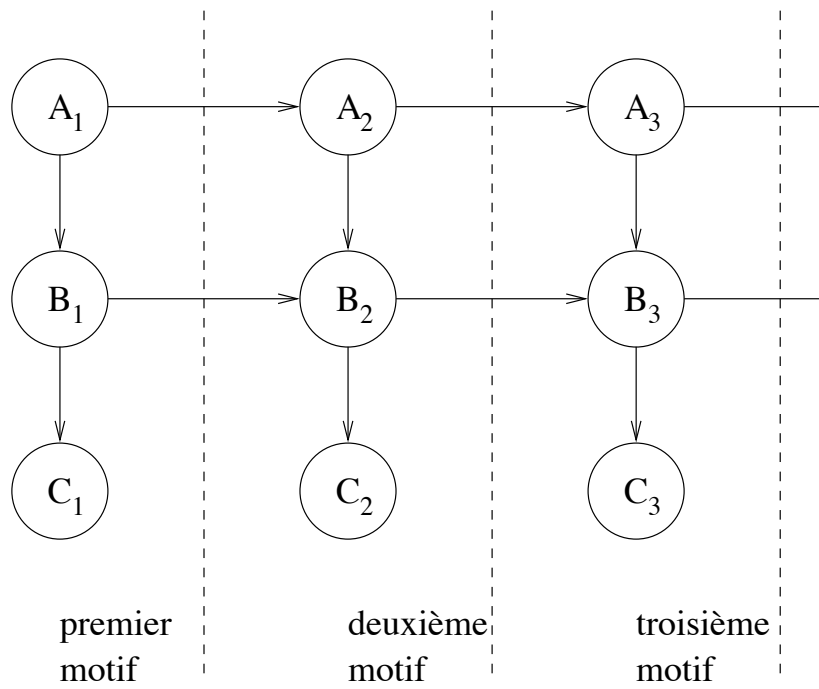 A₁ A₂ A₃
B₁ B₂ B₃
C₁ C₂ C₃
premier deuxième troisième
motif motif motif